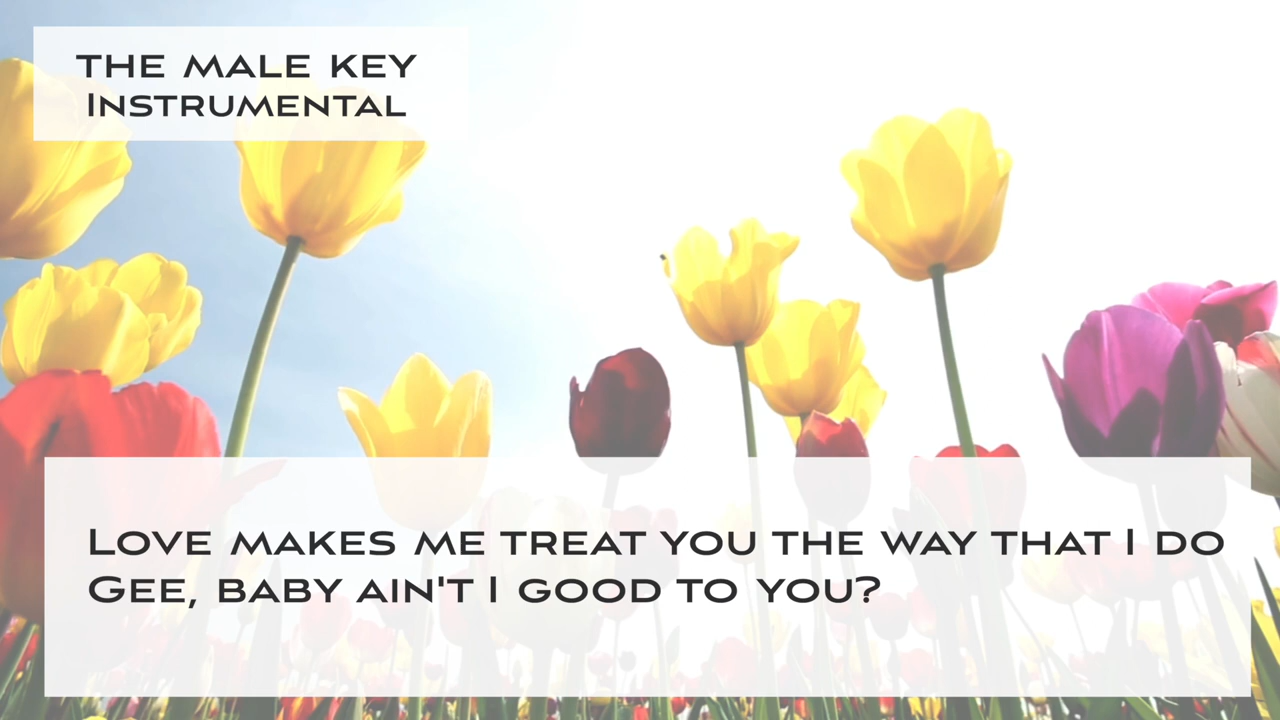 THE MALE KEY
INSTRUMENTAL
LOVE MAKES ME TREAT YOU THE WAY THAT I DO
GEE, BABY AIN'T I GOOD TO YOU?